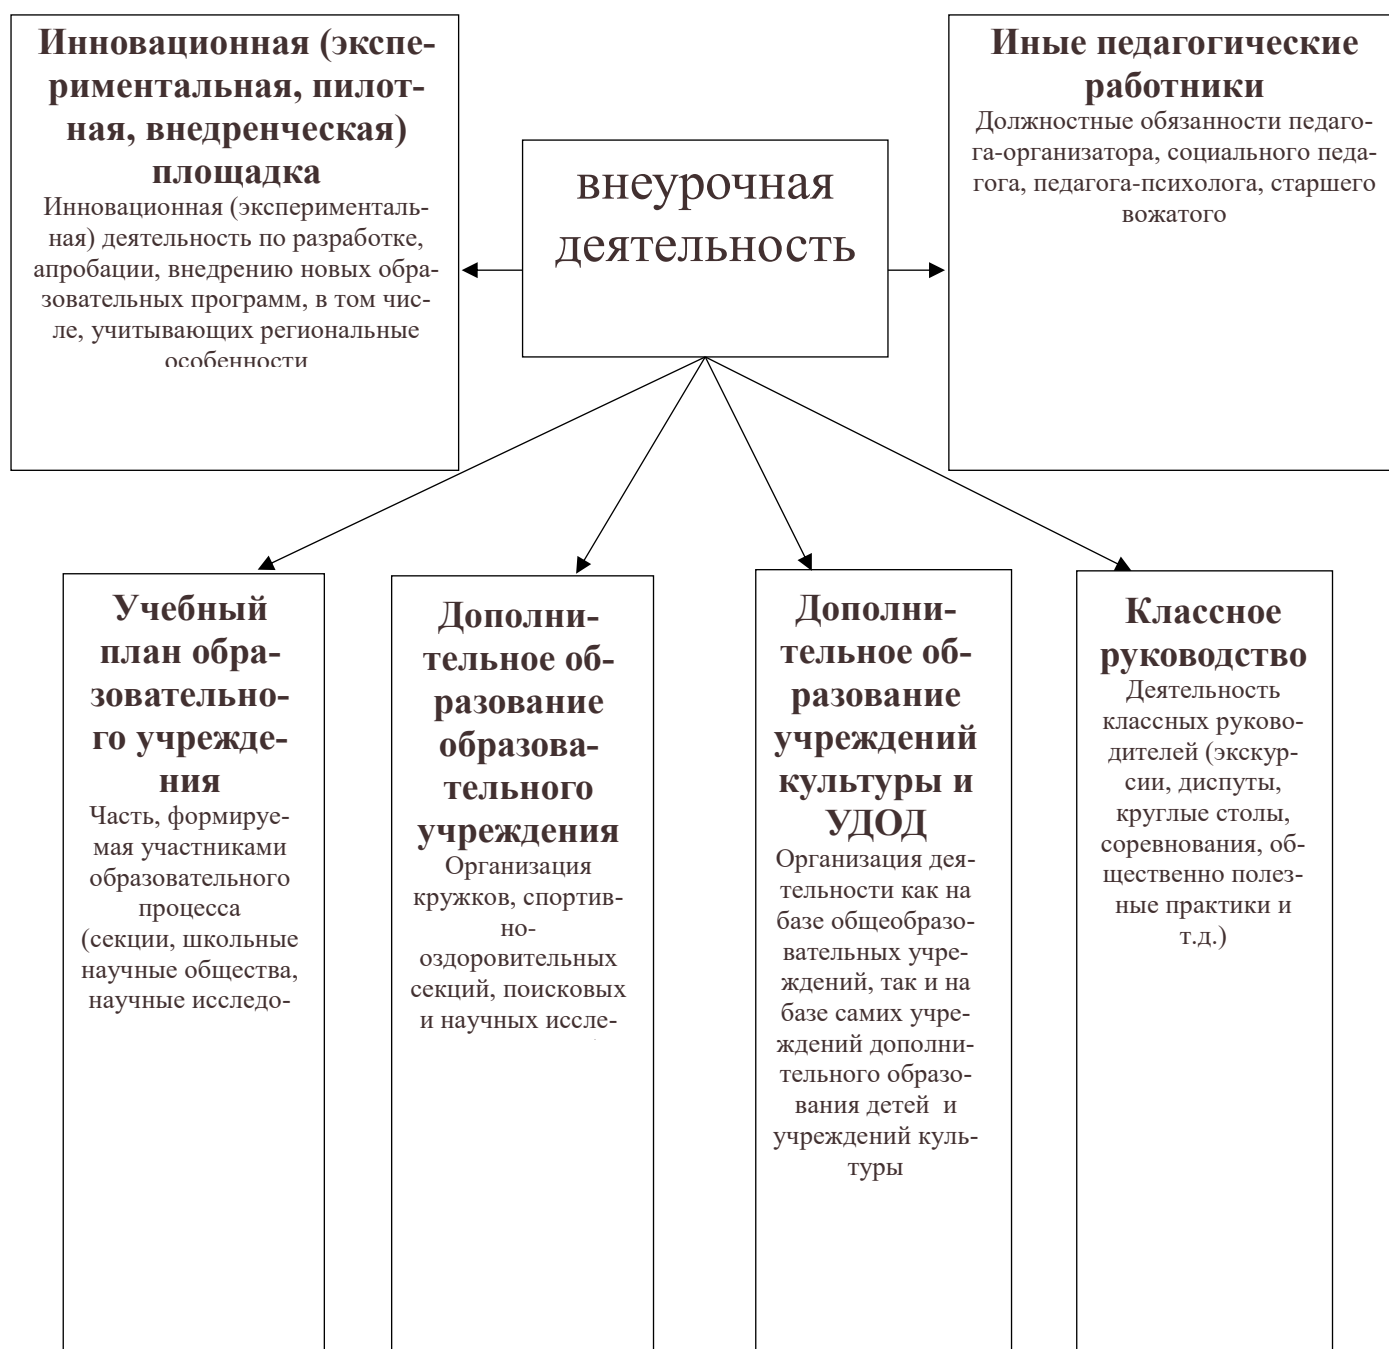 Инновационная (экспе-
риментальная, пилот-
ная, внедренческая)
площадка
Инновационная (эксперименталь-
ная) деятельность по разработке,
апробации, внедрению новых обра-
зовательных программ, в том чис-
ле, учитывающих региональные
особенности
внеурочная
деятельность
Иные педагогические
работники
Должностные обязанности педаго-
га-организатора, социального педа-
гога, педагога-психолога, старшего
вожатого
Учебный
план обра-
зовательно-
го учрежде-
ния
Часть, формируе-
мая участниками
образовательного
процесса
(секции, школьные
научные общества,
научные исследо-
Дополни-
тельное об-
разование
образова-
тельного
учреждения
Организация
кружков, спортив-
но-
оздоровительных
секций, поисковых
и научных иссле-
Дополни-
тельное об-
разование
учреждений
культуры и
УДОД
Организация дея-
тельности как на
базе общеобразо-
вательных учре-
ждений, так и на
базе самих учре-
ждений дополни-
тельного образо-
вания детей  и
учреждений куль-
туры
Классное
руководство
Деятельность
классных руково-
дителей (экскур-
сии, диспуты,
круглые столы,
соревнования, об-
щественно полез-
ные практики и
т.д.)